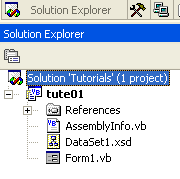 Solution Explorer
Solution Explorer
Solution 'Tutorials' (1 project)
tute01
References
AssemblyInfo.vb
DataSet1.xsd
Form1.vb